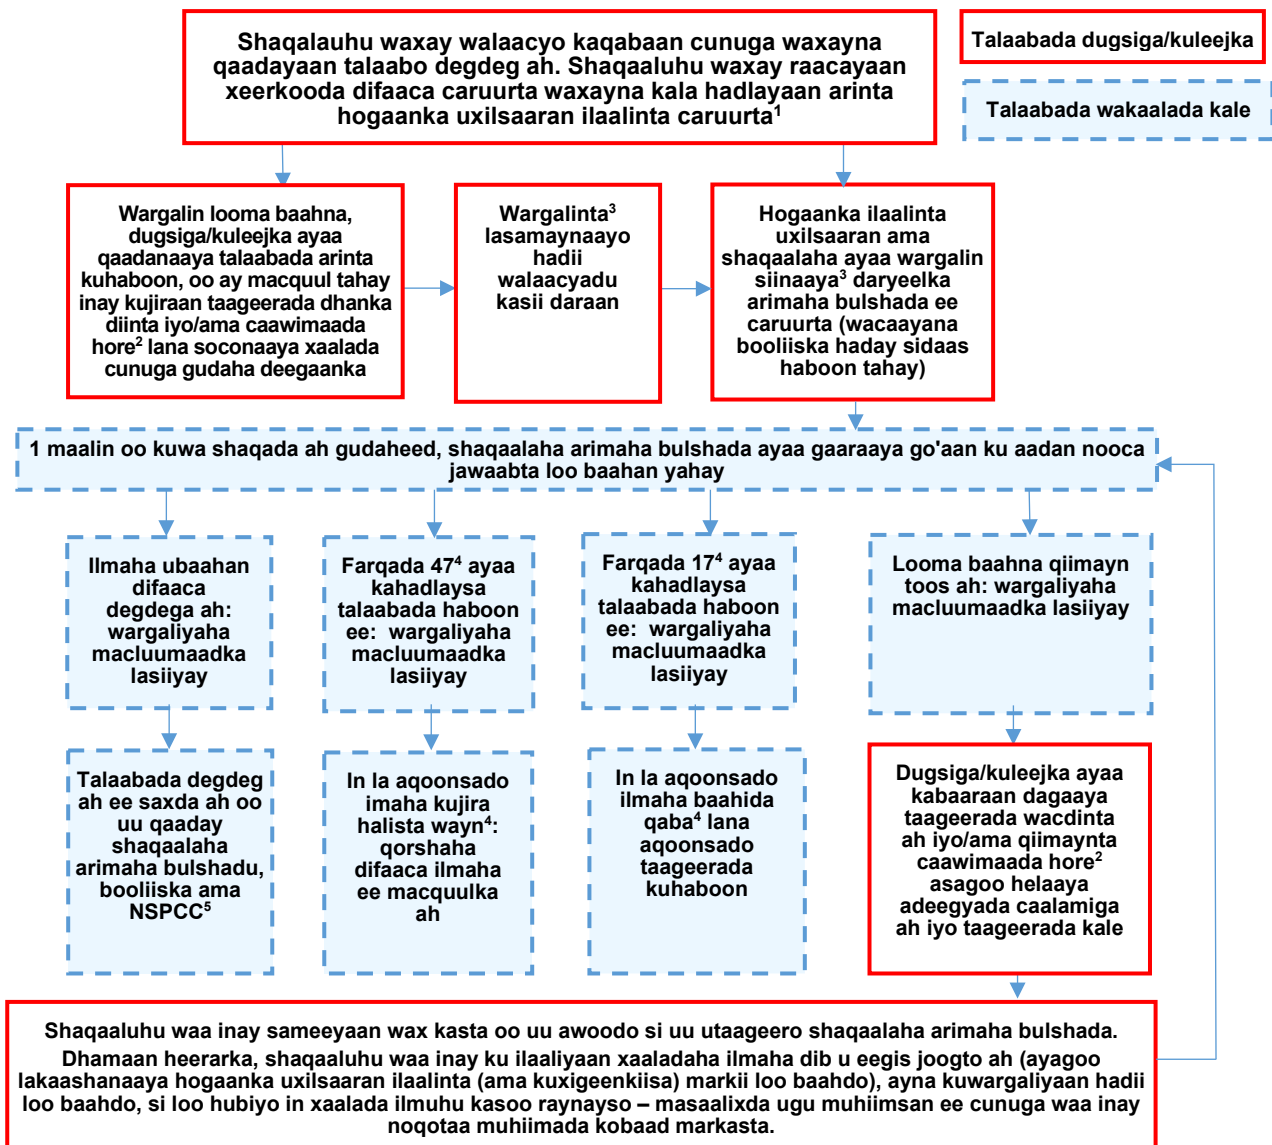 Shaqalauhu waxay walaacyo kaqabaan cunuga waxayna
qaadayaan talaabo degdeg ah. Shaqaaluhu waxay raacayaan
xeerkooda difaaca caruurta waxayna kala hadlayaan arinta
hogaanka uxilsaaran ilaalinta caruurta¹
Talaabada dugsiga/kuleejka
Talaabada wakaalada kale
Wargalin looma baahna,
dugsiga/kuleejka ayaa
qaadanaaya talaabada arinta
kuhaboon, oo ay macquul tahay
inay kujiraan taageerada dhanka
diinta iyo/ama caawimaada
hore² lana soconaaya xaalada
cunuga gudaha deegaanka
Wargalinta³
lasamaynaayo
hadii
walaacyadu
kasii daraan
Hogaanka ilaalinta
uxilsaaran ama
shaqaalaha ayaa wargalin
siinaaya³ daryeelka
arimaha bulshada ee
caruurta (wacaayana
booliiska haday sidaas
haboon tahay)
1 maalin oo kuwa shaqada ah gudaheed, shaqaalaha arimaha bulshada ayaa gaaraaya go'aan ku aadan nooca
jawaabta loo baahan yahay
Ilmaha ubaahan
difaaca
degdega ah:
wargaliyaha
macluumaadka
lasiiyay
Farqada 47⁴ ayaa
kahadlaysa
talaabada haboon
ee: wargaliyaha
macluumaadka
lasiiyay
Farqada 17⁴ ayaa
kahadlaysa
talaabada haboon
ee: wargaliyaha
macluumaadka
lasiiyay
Looma baahna qiimayn
toos ah: wargaliyaha
macluumaadka lasiiyay
Talaabada degdeg
ah ee saxda ah oo
uu qaaday
shaqaalaha
arimaha bulshadu,
booliiska ama
NSPCC⁵
In la aqoonsado
imaha kujira
halista wayn⁴:
qorshaha
difaaca ilmaha
ee macquulka
ah
In la aqoonsado
ilmaha baahida
qaba⁴ lana
aqoonsado
taageerada
kuhaboon
Dugsiga/kuleejka ayaa
kabaaraan dagaaya
taageerada wacdinta
ah iyo/ama qiimaynta
caawimaada hore²
asagoo helaaya
adeegyada caalamiga
ah iyo taageerada kale
Shaqaaluhu waa inay sameeyaan wax kasta oo uu awoodo si uu utaageero shaqaalaha arimaha bulshada.
Dhamaan heerarka, shaqaaluhu waa inay ku ilaaliyaan xaaladaha ilmaha dib u eegis joogto ah (ayagoo
lakaashanaaya hogaanka uxilsaaran ilaalinta (ama kuxigeenkiisa) markii loo baahdo), ayna kuwargaliyaan hadii
loo baahdo, si loo hubiyo in xaalada ilmuhu kasoo raynayso – masaalixda ugu muhiimsan ee cunuga waa inay
noqotaa muhiimada kobaad markasta.